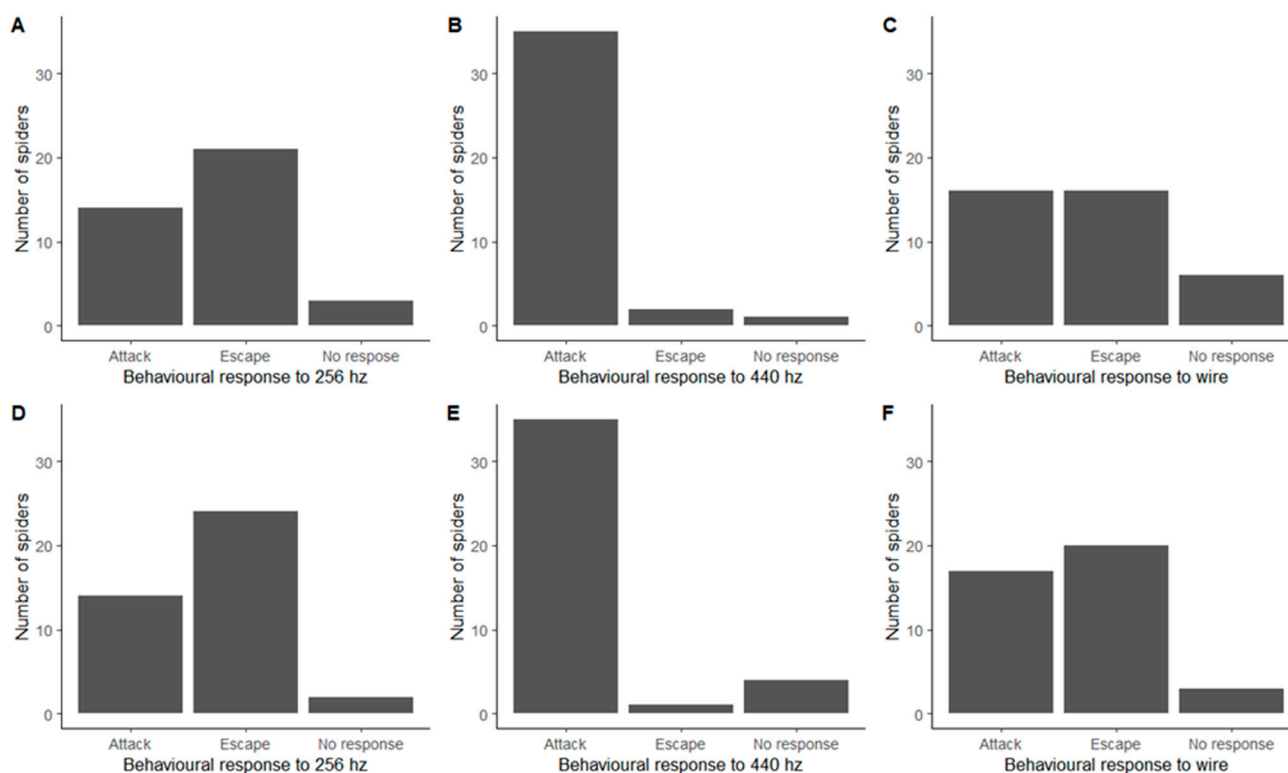 A
Number of spiders
30
20
10
0
Attack Escape No respose
Behavioural response to 256 hz
B
Number of spiders
30
20
10
0
Attack Escape No response
Behavioural response to 440 hz
C
Number of spiders
30
20
10
0
Attack Escape No response
Behavioural response to wire
D
Number of spiders
30
20
10
0
Attack Escape No response
Behavioural response to 256 hz
E
Number of spiders
30
20
10
0
Attack Escape No response
Behavioural response to 440 hz
F
Number of spiders
30
20
10
0
Attack Escape No response
Behavioural response to wire